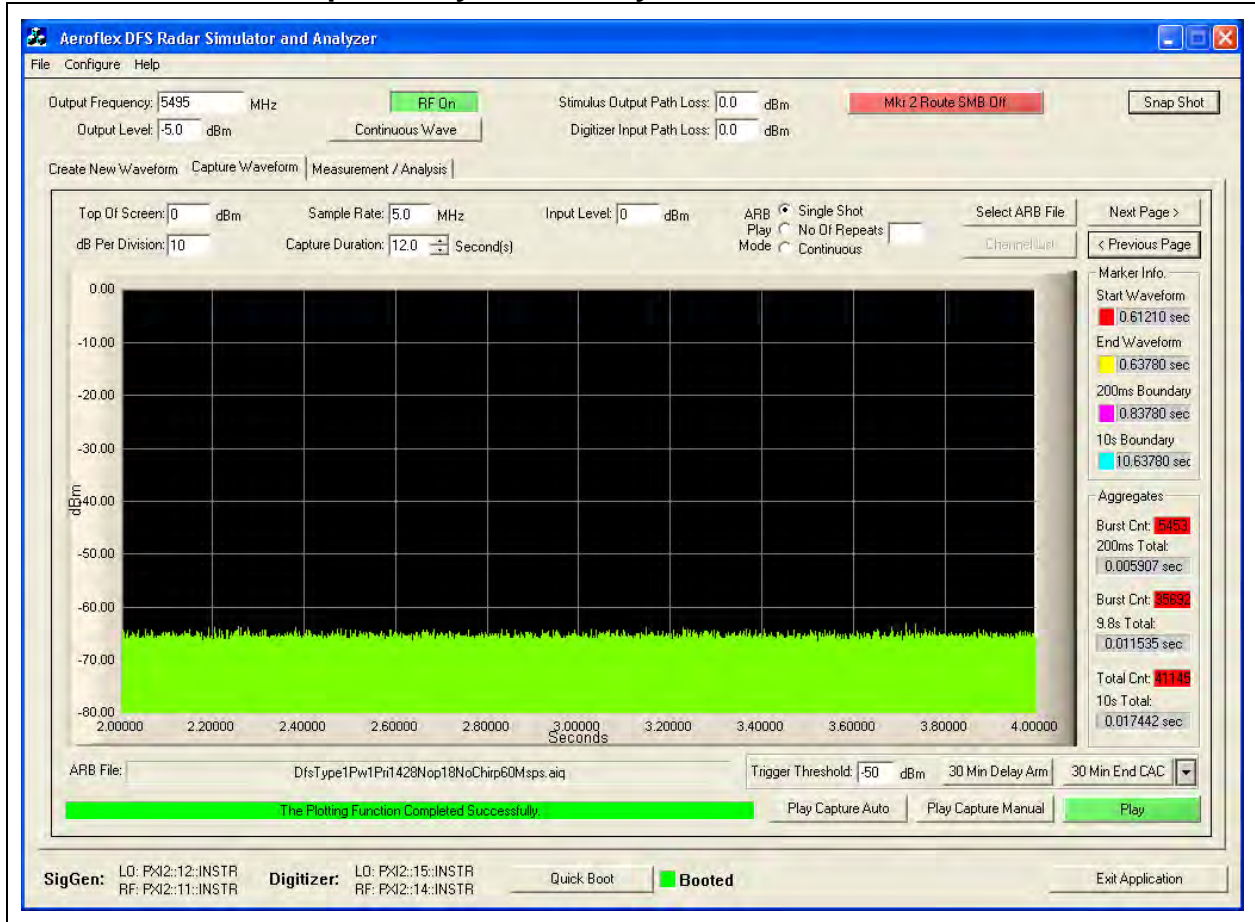 Aeroflex DFS Radar Simulator and Analyzer
File Configure Help
Output Frequency: 5495 MHz RF On Stimulus Output Path Loss: 0.0 dBm Mkr 2 Route SMB Off Snap Shot
Output Level: -5.0 dBm Continuous Wave Digitizer Input Path Loss: 0.0 dBm
Create New Waveform Capture Waveform Measurement / Analysis
Top Of Screen: 0 dBm Sample Rate: 5.0 MHz Input Level: 0 dBm ARB Play Mode Single Shot Select ARB File Next Page >
No Of Repeats
dB Per Division: 10 Capture Duration: 12.0 Second(s) Continuous Channel List < Previous Page
Marker Info.
Start Waveform
0.61210 sec
End Waveform
0.63780 sec
200ms Boundary
0.83780 sec
10s Boundary
10.63780 sec
Aggregates
Burst Cnt: 5453
200ms Total:
0.005907 sec
Burst Cnt: 35692
9.8s Total:
0.011535 sec
Total Cnt: 41145
10s Total:
0.017442 sec
0.00
-10.00
-20.00
-30.00
-40.00
-50.00
-60.00
-70.00
-80.00
dBm
2.00000 2.20000 2.40000 2.60000 2.80000 3.00000 3.20000 3.40000 3.60000 3.80000 4.00000
Seconds
ARB File: DfsType1Pw1Pri1428Nop18NoChirp60Msps.aiq Trigger Threshold: -50 dBm 30 Min Delay Arm 30 Min End CAC
The Plotting Function Completed Successfully. Play Capture Auto Play Capture Manual Play
SigGen: LO: PXI2::12::INSTR Digitizer: LO: PXI2::15::INSTR Quick Boot Booted Exit Application
RF: PXI2::11::INSTR RF: PXI2::14::INSTR